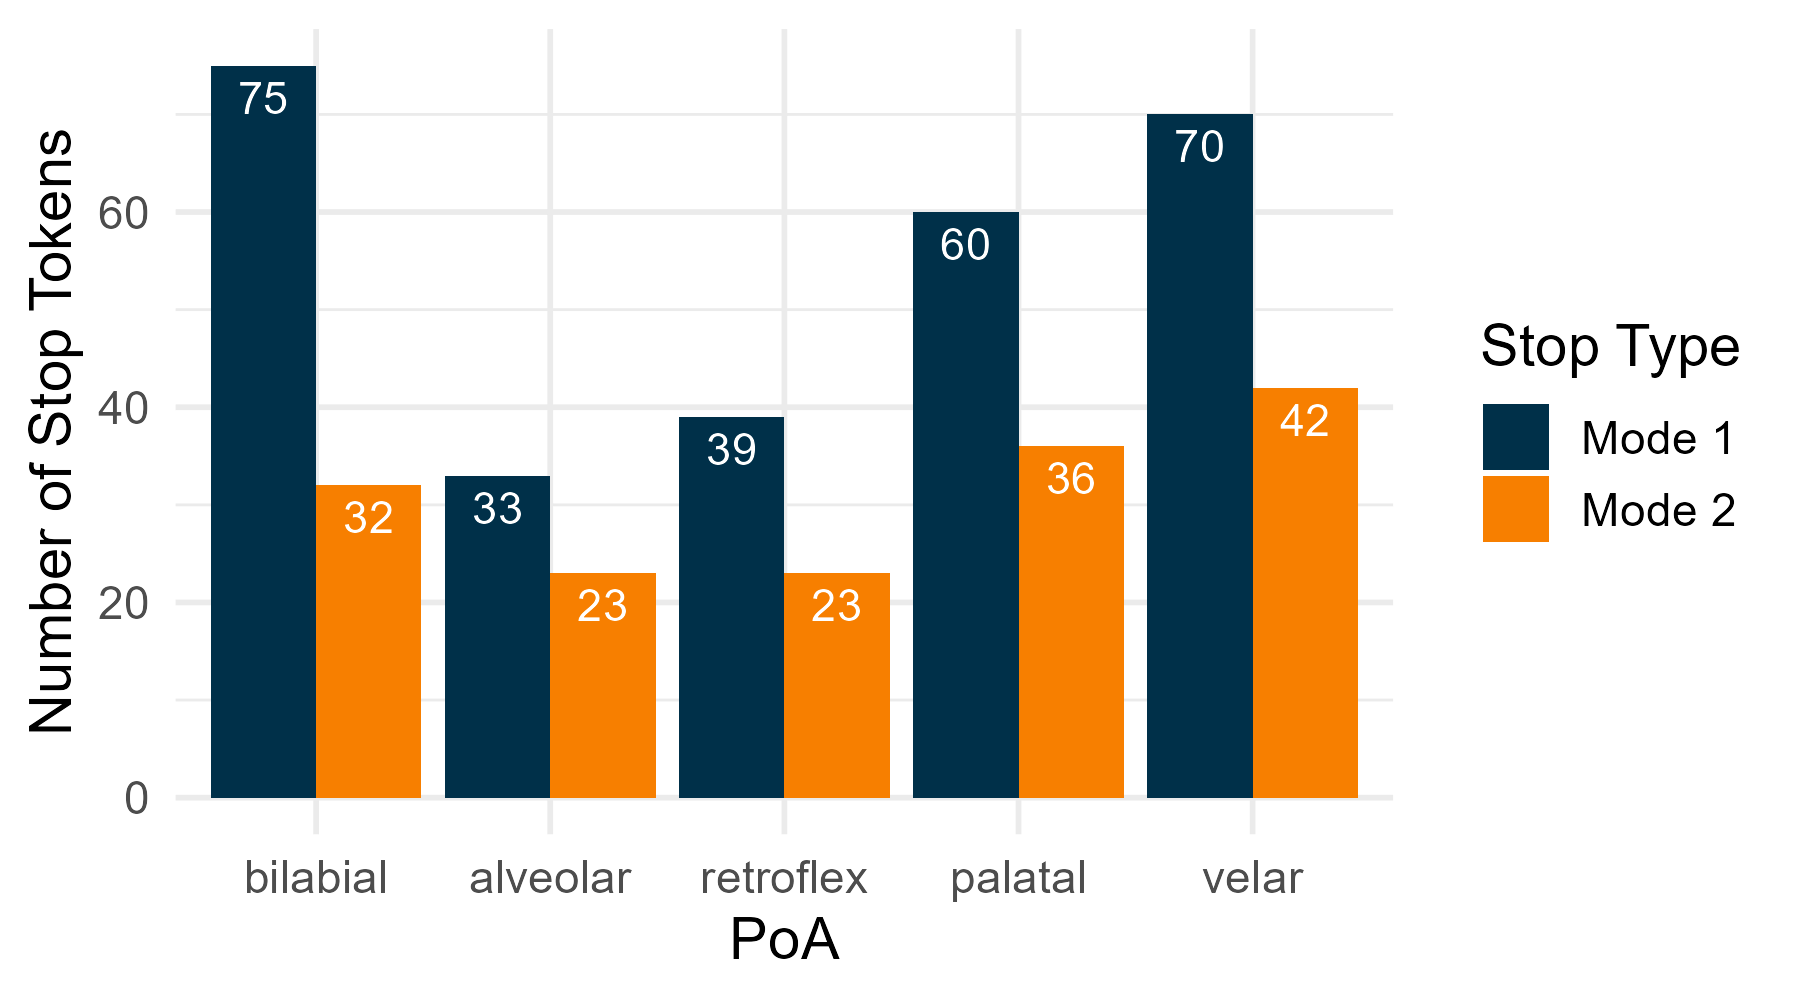 Number of Stop Tokens
60
40
20
0
75
32
33
23
39
23
60
36
70
42
bilabial alveolar retroflex palatal velar
PoA
Stop Type
Mode 1
Mode 2